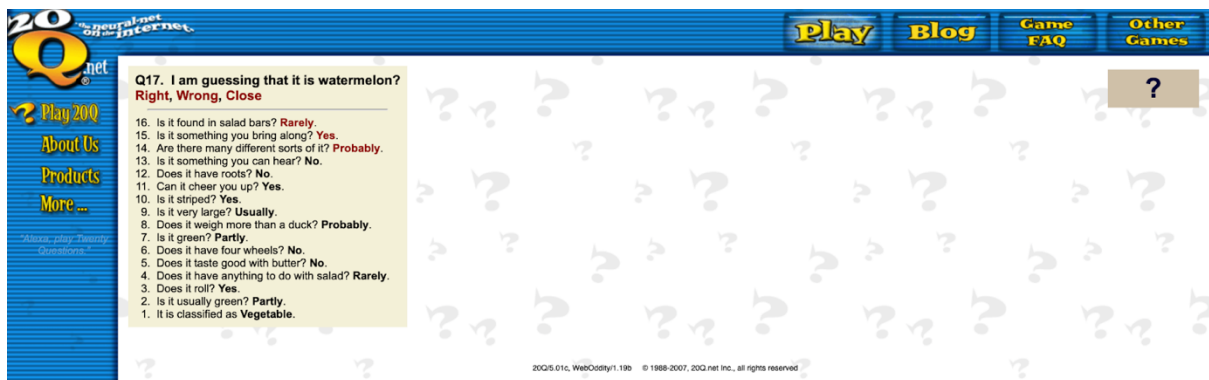 20Q.net
the neural-net
on the internet.
Play
Blog
Game
FAQ
Other
Games
Play 20Q
About Us
Products
More ...
"Alexa, play Twenty
Questions."
Q17. I am guessing that it is watermelon?
Right, Wrong, Close
16. Is it found in salad bars? Rarely.
15. Is it something you bring along? Yes.
14. Are there many different sorts of it? Probably.
13. Is it something you can hear? No.
12. Does it have roots? No.
11. Can it cheer you up? Yes.
10. Is it striped? Yes.
9. Is it very large? Usually.
8. Does it weigh more than a duck? Probably.
7. Is it green? Partly.
6. Does it have four wheels? No.
5. Does it taste good with butter? No.
4. Does it have anything to do with salad? Rarely.
3. Does it roll? Yes.
2. Is it usually green? Partly.
1. It is classified as Vegetable.
?
20Q/5.01c, WebOddity/1.19b © 1988-2007, 20Q.net Inc., all rights reserved